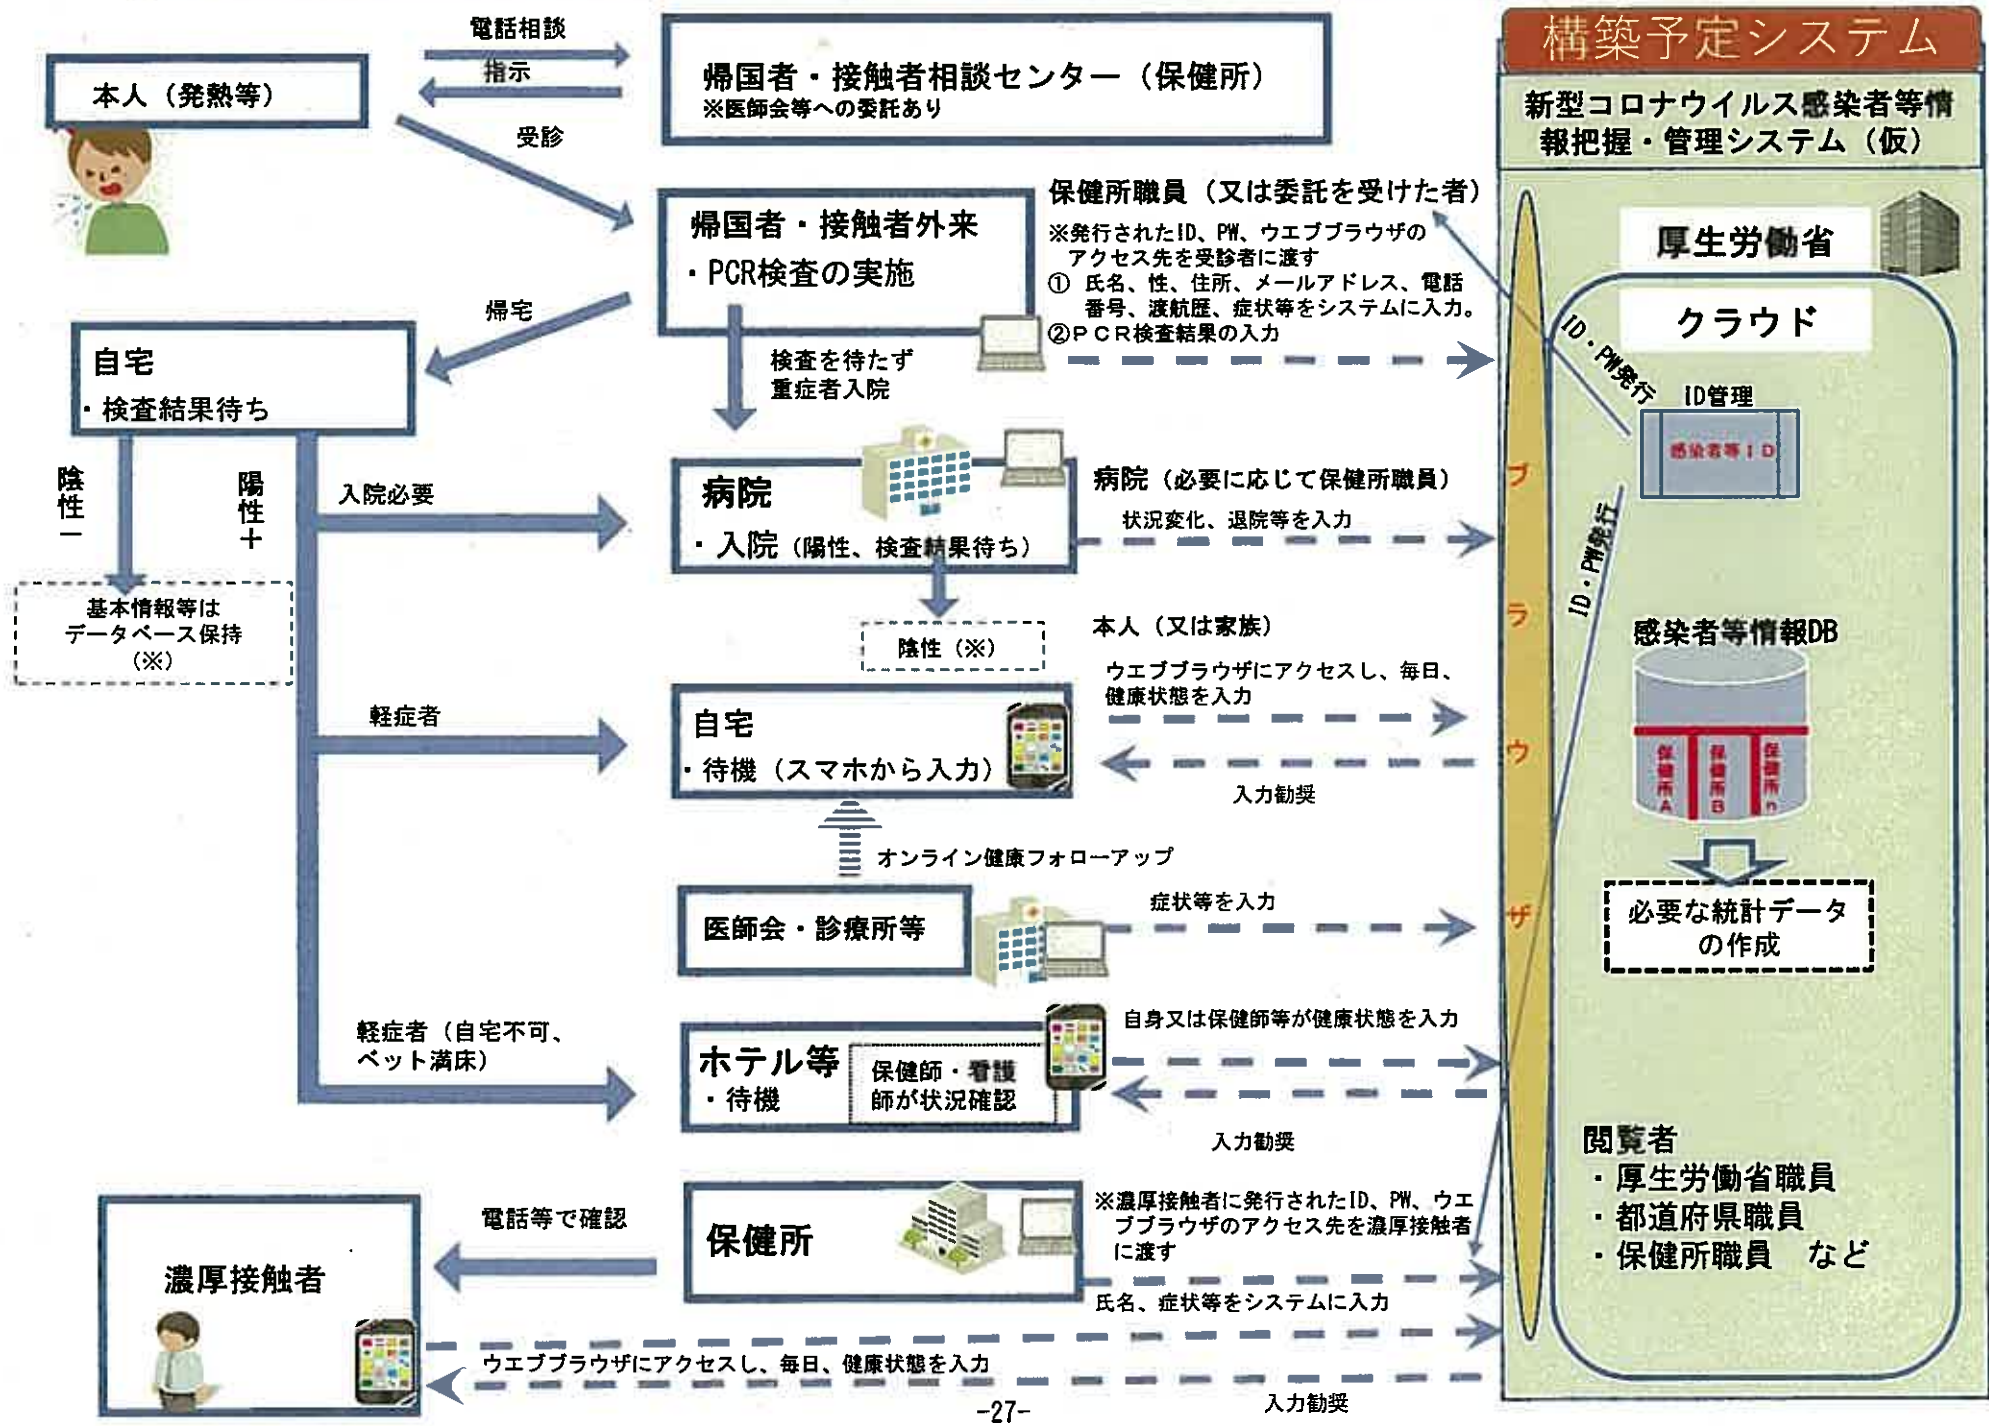 電話相談
指示
本人（発熱等）
受診
帰国者・接触者相談センター（保健所）
※医師会等への委託あり
帰国者・接触者外来
・PCR検査の実施
保健所職員（又は委託を受けた者）
※発行されたID、PW、ウエブブラウザの
アクセス先を受診者に渡す
① 氏名、性、住所、メールアドレス、電話
番号、渡航歴、症状等をシステムに入力。
②ＰＣＲ検査結果の入力
帰宅
検査を待たず
重症者入院
自宅
・検査結果待ち
陰性－
陽性＋
入院必要
病院
・入院（陽性、検査結果待ち）
病院（必要に応じて保健所職員）
状況変化、退院等を入力
基本情報等は
データベース保持
（※）
陰性（※）
本人（又は家族）
ウエブブラウザにアクセスし、毎日、
健康状態を入力
軽症者
自宅
・待機（スマホから入力）
入力勧奨
オンライン健康フォローアップ
医師会・診療所等
症状等を入力
軽症者（自宅不可、
ベット満床）
ホテル等
・待機
保健師・看護
師が状況確認
自身又は保健師等が健康状態を入力
入力勧奨
濃厚接触者
電話等で確認
保健所
※濃厚接触者に発行されたID、PW、ウエ
ブブラウザのアクセス先を濃厚接触者
に渡す
氏名、症状等をシステムに入力
ウエブブラウザにアクセスし、毎日、健康状態を入力
入力勧奨
構築予定システム
新型コロナウイルス感染者等情
報把握・管理システム（仮）
ブラウザ
厚生労働省
クラウド
ID・PW発行
ID管理
感染者等ＩＤ
ID・PW発行
感染者等情報DB
保健所A
保健所B
保健所n
必要な統計データ
の作成
閲覧者
・厚生労働省職員
・都道府県職員
・保健所職員　など
-27-